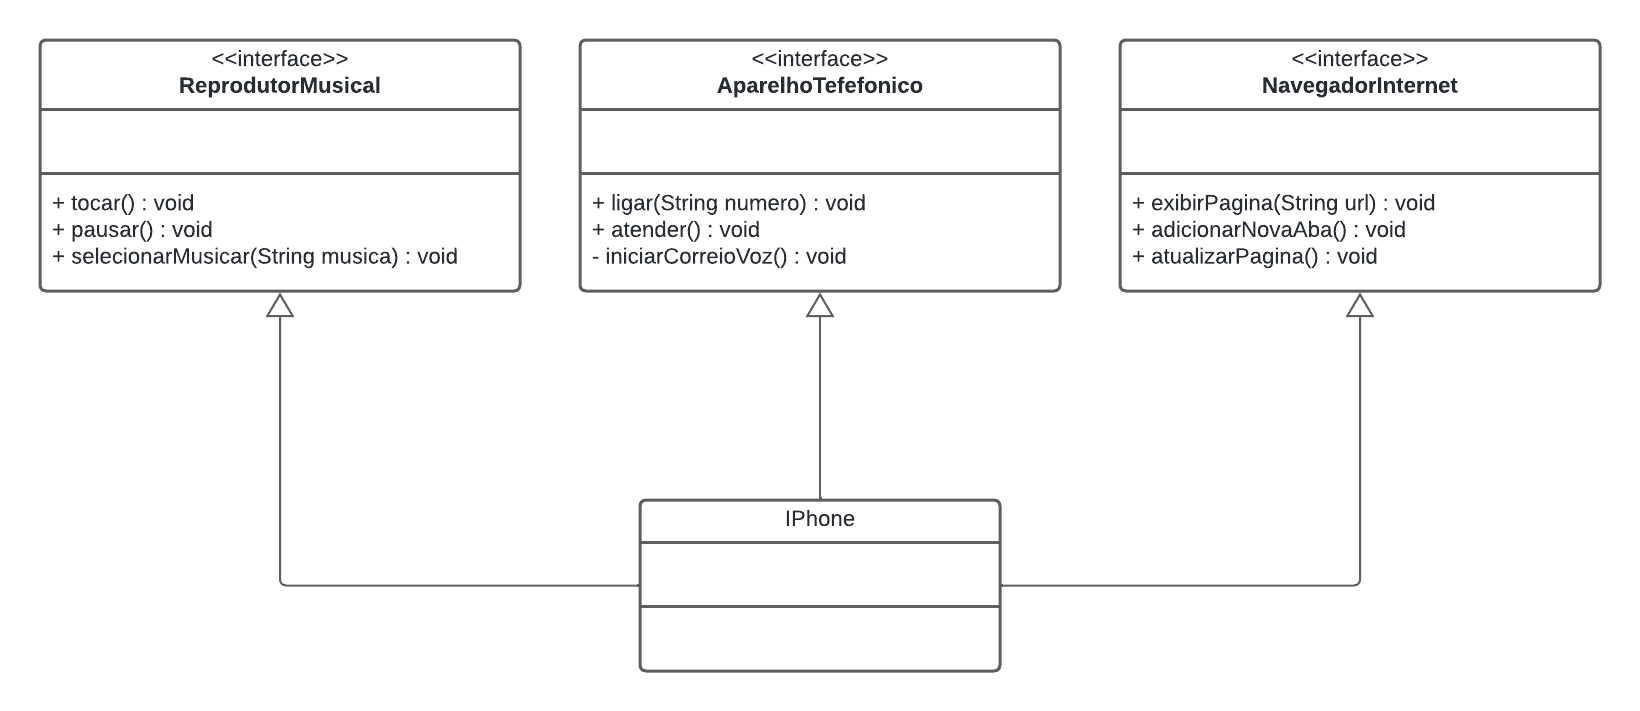 <<interface>>
ReprodutorMusical
+ tocar() : void
+ pausar() : void
+ selecionarMusicar(String musica) : void
<<interface>>
AparelhoTefefonico
+ ligar(String numero) : void
+ atender() : void
- iniciarCorreioVoz() : void
<<interface>>
NavegadorInternet
+ exibirPagina(String url) : void
+ adicionarNovaAba() : void
+ atualizarPagina() : void
IPhone